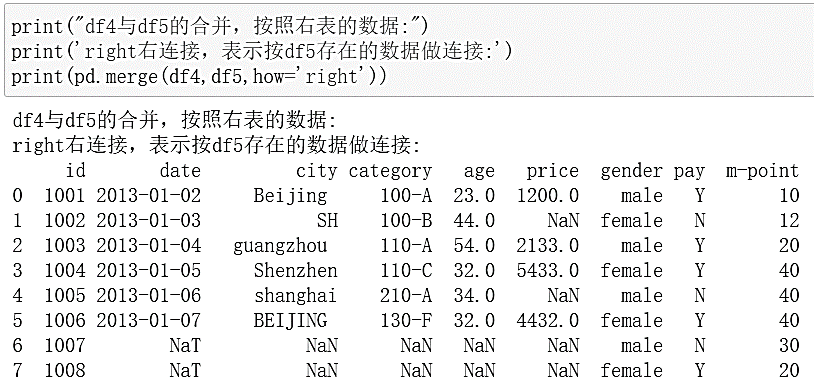 print("df4与df5的合并，按照右表的数据:")
print('right右连接，表示按df5存在的数据做连接:')
print(pd.merge(df4,df5,how='right'))
df4与df5的合并，按照右表的数据:
right右连接，表示按df5存在的数据做连接:
id date city category age price gender pay m-point
0 1001 2013-01-02 Beijing 100-A 23.0 1200.0 male Y 10
1 1002 2013-01-03 SH 100-B 44.0 NaN female N 12
2 1003 2013-01-04 guangzhou 110-A 54.0 2133.0 male Y 20
3 1004 2013-01-05 Shenzhen 110-C 32.0 5433.0 female Y 40
4 1005 2013-01-06 shanghai 210-A 34.0 NaN male N 40
5 1006 2013-01-07 BEIJING 130-F 32.0 4432.0 female Y 40
6 1007 NaT NaN NaN NaN NaN male N 30
7 1008 NaT NaN NaN NaN NaN female Y 20